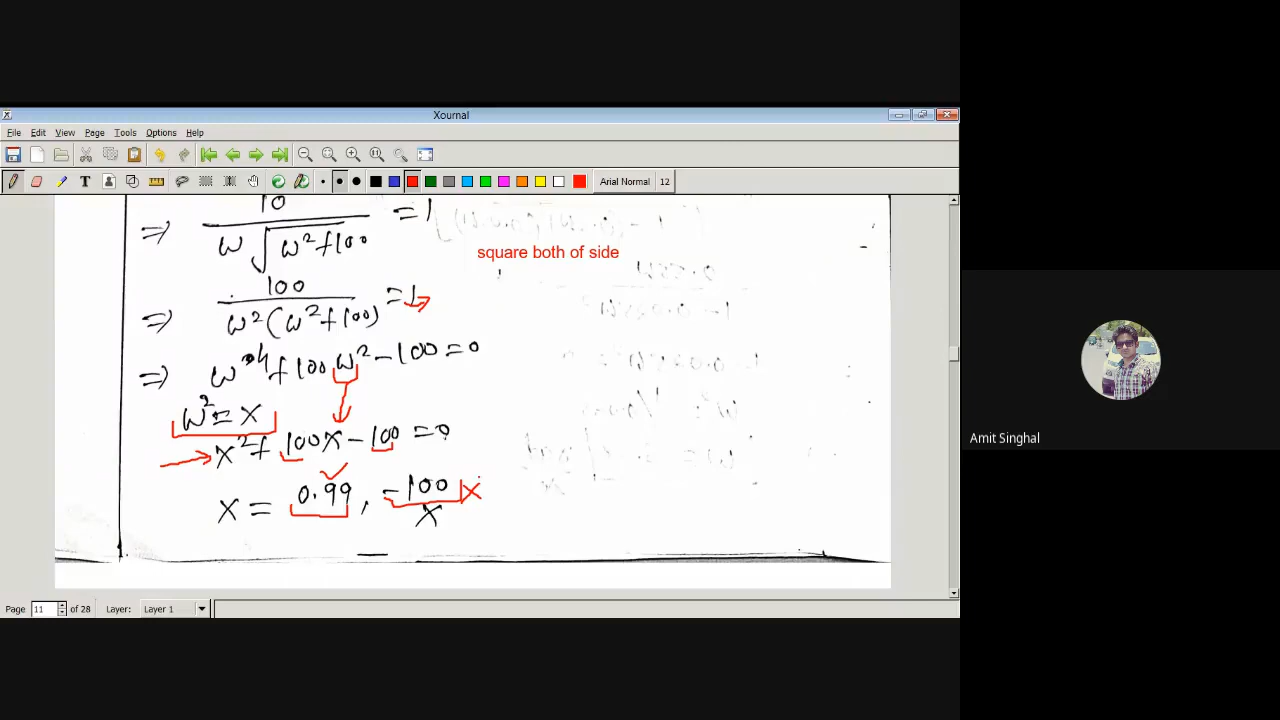 Xournal
File Edit View Page Tools Options Help
Arial Normal 12
⇒ 10 / ω√ω²+100 = 1
square both of side
⇒ 100 / ω²(ω²+100) = 1
⇒ ω⁴+100ω²-100=0
ω²=x
x²+100x-100=0
x = 0.99, -100
x
Amit Singhal
Page 11 of 28 Layer: Layer 1